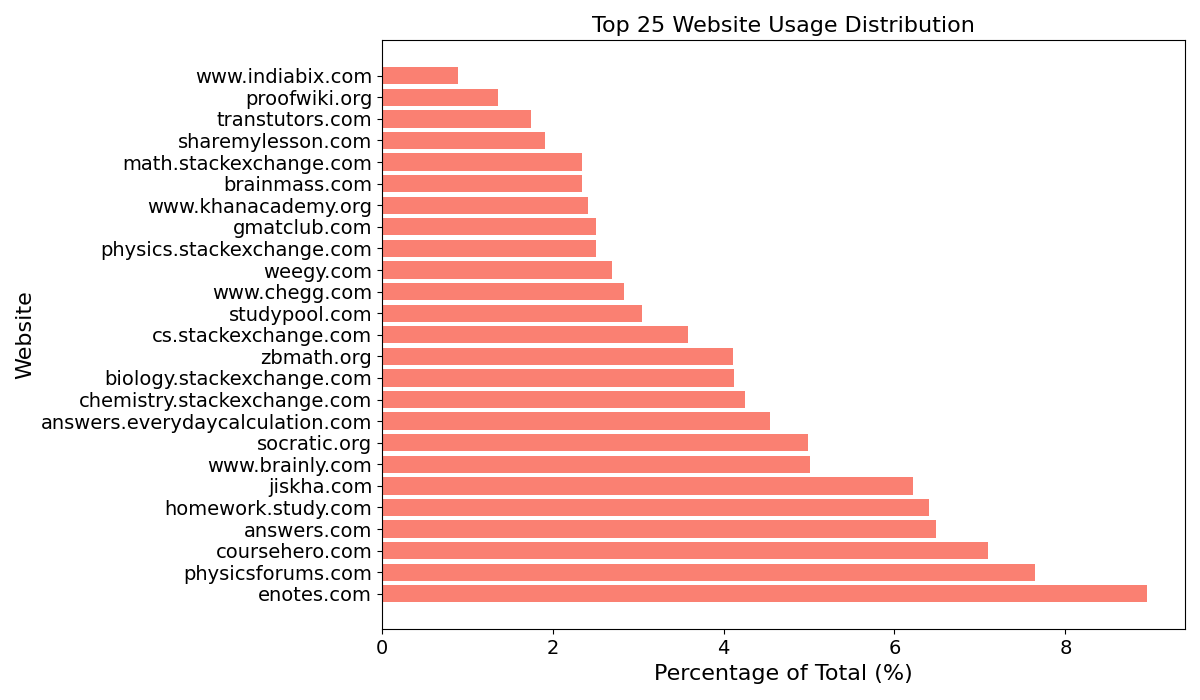 Top 25 Website Usage Distribution
www.indiabix.com
proofwiki.org
transtutors.com
sharemylesson.com
math.stackexchange.com
brainmass.com
www.khanacademy.org
gmatclub.com
physics.stackexchange.com
weegy.com
www.chegg.com
studypool.com
cs.stackexchange.com
zbmath.org
biology.stackexchange.com
chemistry.stackexchange.com
answers.everydaycalculation.com
socratic.org
www.brainly.com
jiskha.com
homework.study.com
answers.com
coursehero.com
physicsforums.com
enotes.com
Website
0 2 4 6 8
Percentage of Total (%)